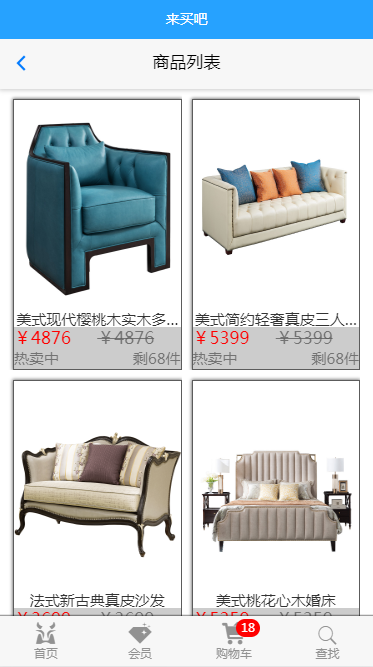 来买吧
商品列表
美式现代樱桃木实木多...
美式简约轻奢真皮三人...
￥4876 ￥4876
￥5399 ￥5399
热卖中 剩68件
热卖中 剩68件
法式新古典真皮沙发
美式桃花心木婚床
首页
会员
18
购物车
查找